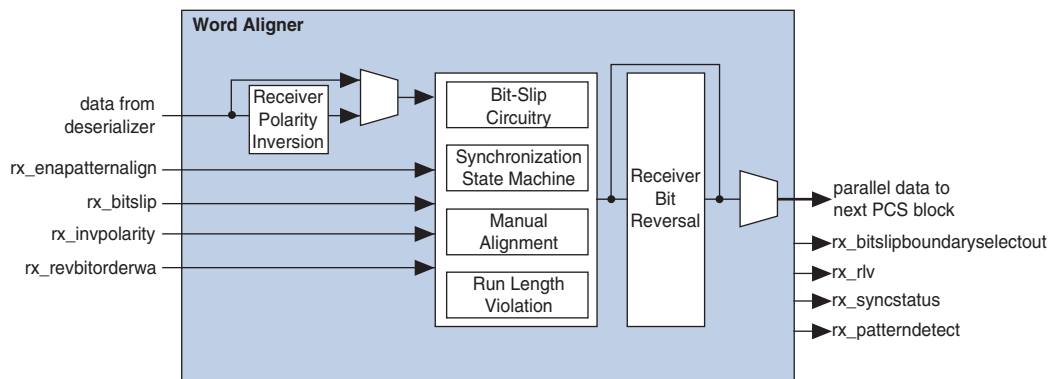 Word Aligner
data from
deserializer
Receiver
Polarity
Inversion
rx_enapatternalign
rx_bitslip
rx_invpolarity
rx_revbitorderwa
Bit-Slip
Circuitry
Synchronization
State Machine
Manual
Alignment
Run Length
Violation
Receiver
Bit
Reversal
parallel data to
next PCS block
rx_bitslipboundaryselectout
rx_rlv
rx_syncstatus
rx_patterndetect